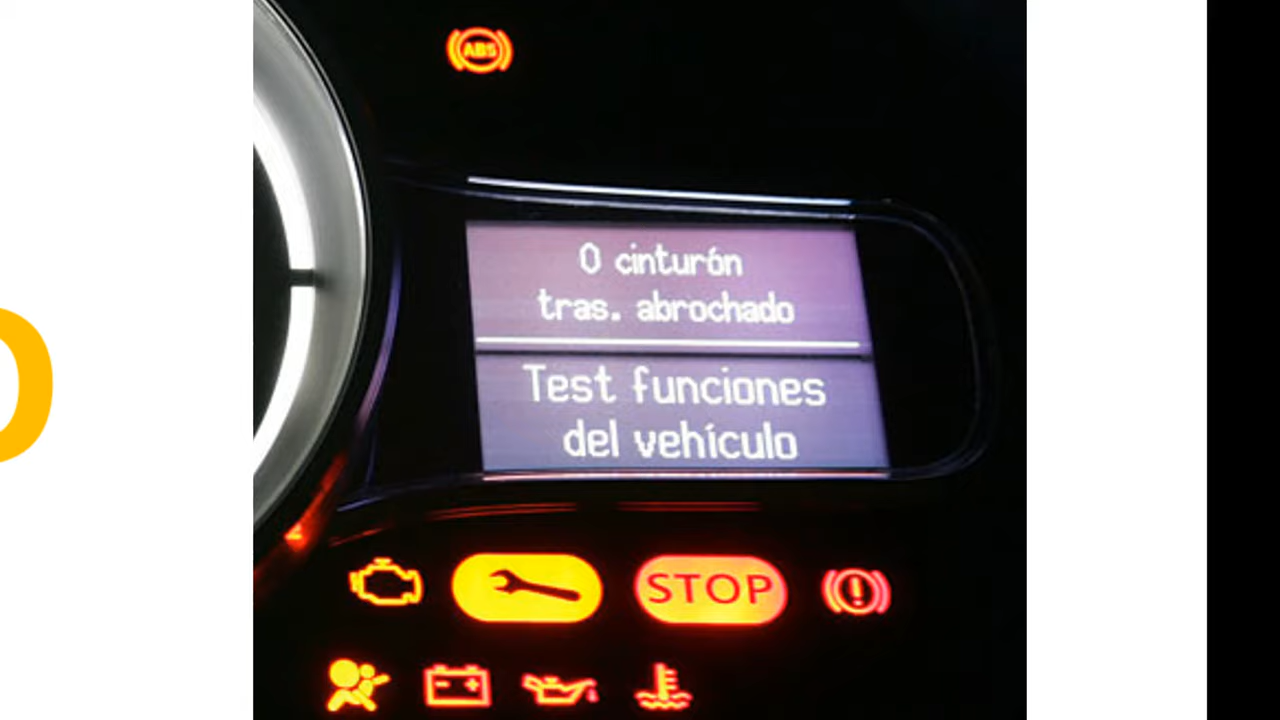 ABS
0 cinturón
tras. abrochado
Test funciones
del vehículo
STOP